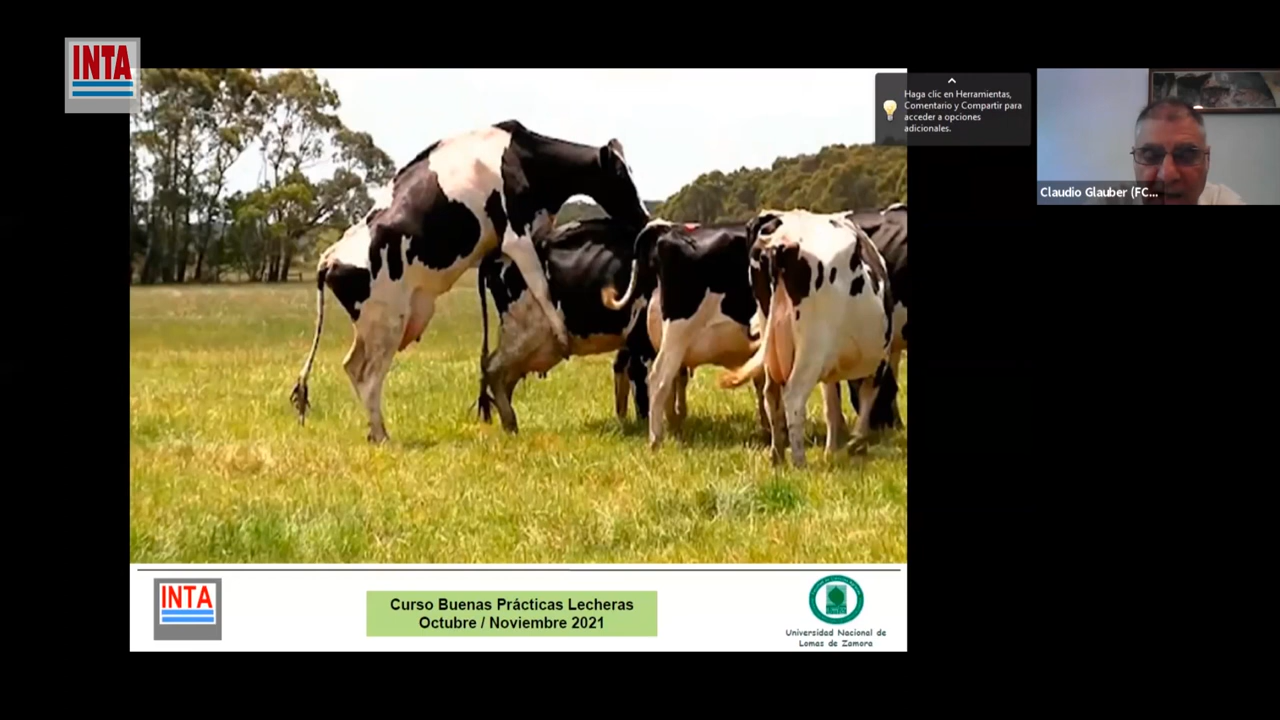 INTA
Haga clic en Herramientas,
Comentario y Compartir para
acceder a opciones
adicionales.
Claudio Glauber (FC...
INTA
Curso Buenas Prácticas Lecheras
Octubre / Noviembre 2021
Universidad Nacional de
Lomas de Zamora